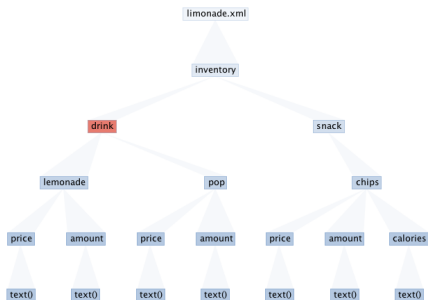 limonade.xml
inventory
drink snack
lemonade pop chips
price amount price amount price amount calories
text() text() text() text() text() text() text()